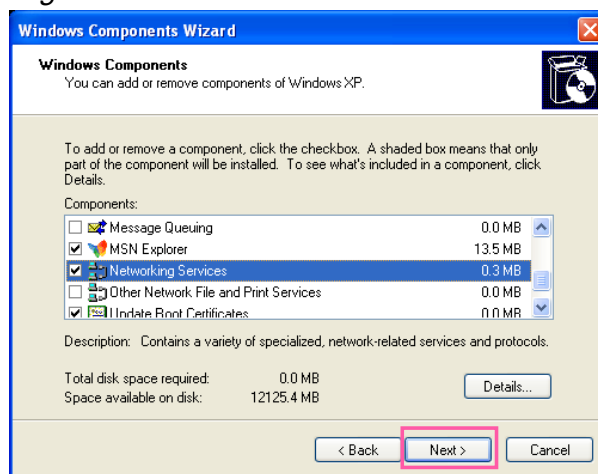 Windows Components Wizard
Windows Components
You can add or remove components of Windows XP.
To add or remove a component, click the checkbox. A shaded box means that only
part of the component will be installed. To see what's included in a component, click
Details.
Components:
Message Queuing 0.0 MB
MSN Explorer 13.5 MB
Networking Services 0.3 MB
Other Network File and Print Services 0.0 MB
Update Root Certificates 0.0 MB
Description: Contains a variety of specialized, network-related services and protocols.
Total disk space required: 0.0 MB
Space available on disk: 12125.4 MB
Details...
< Back Next > Cancel